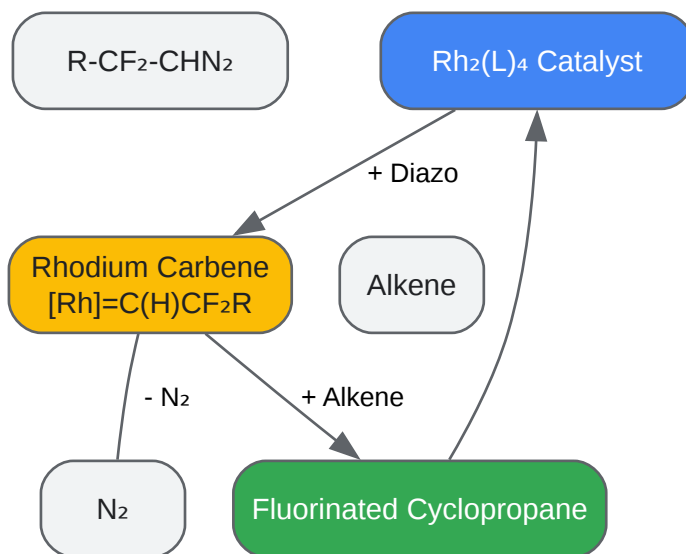 R-CF₂-CHN₂
Rh₂(L)₄ Catalyst
+ Diazo
Rhodium Carbene
[Rh]=C(H)CF₂R
Alkene
- N₂
+ Alkene
N₂
Fluorinated Cyclopropane